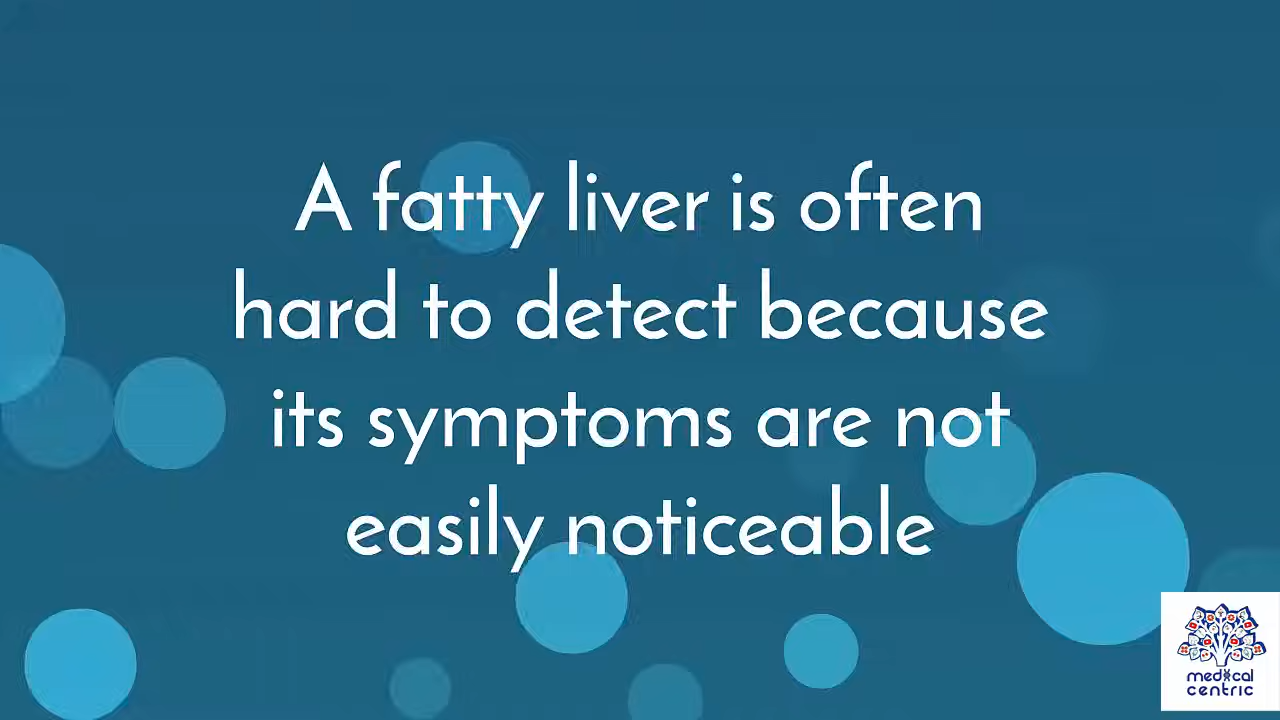 A fatty liver is often
hard to detect because
its symptoms are not
easily noticeable
medical
centric